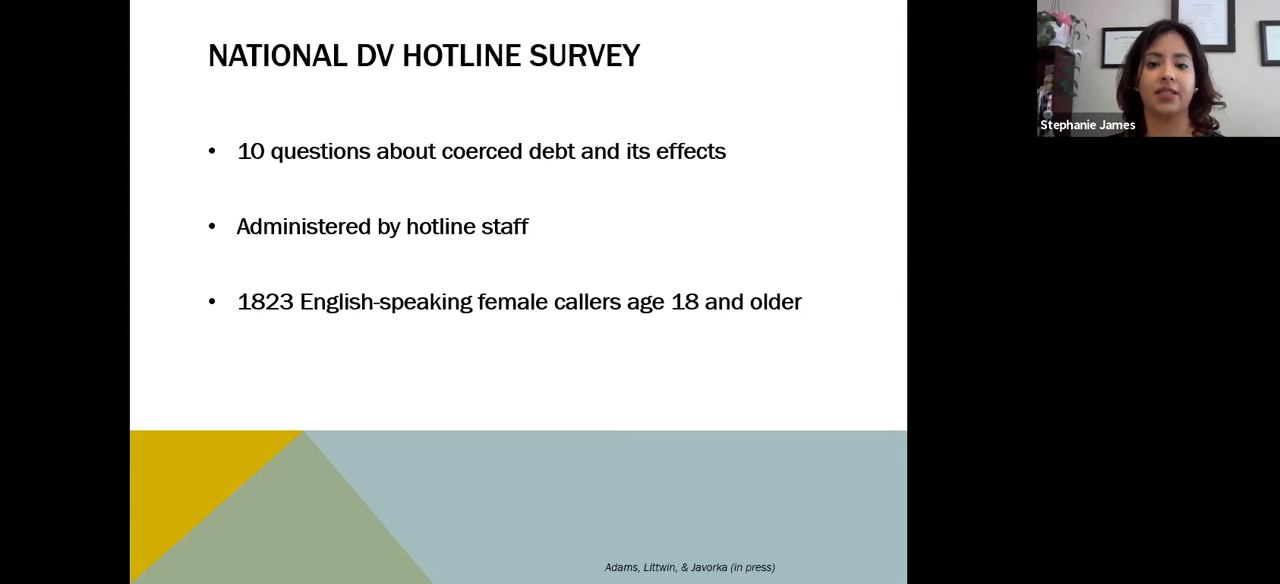 NATIONAL DV HOTLINE SURVEY
• 10 questions about coerced debt and its effects
• Administered by hotline staff
• 1823 English-speaking female callers age 18 and older
Adams, Littwin, & Javorka (in press)
Stephanie James